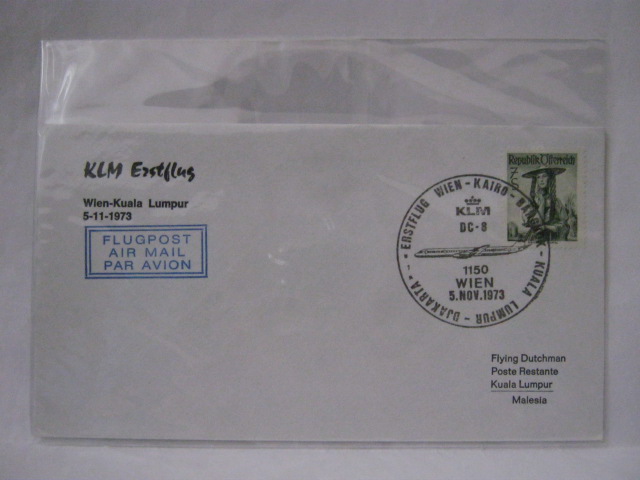 KLM Erstflug
Wien-Kuala Lumpur
5-11-1973
FLUGPOST
AIR MAIL
PAR AVION
Republik Österreich
ERSTFLUG WIEN - KAIRO - - KUALA LUMPUR - DJAKARTA
KLM
DC-8
1150
WIEN
5.NOV.1973
Flying Dutchman
Poste Restante
Kuala Lumpur
Malesia